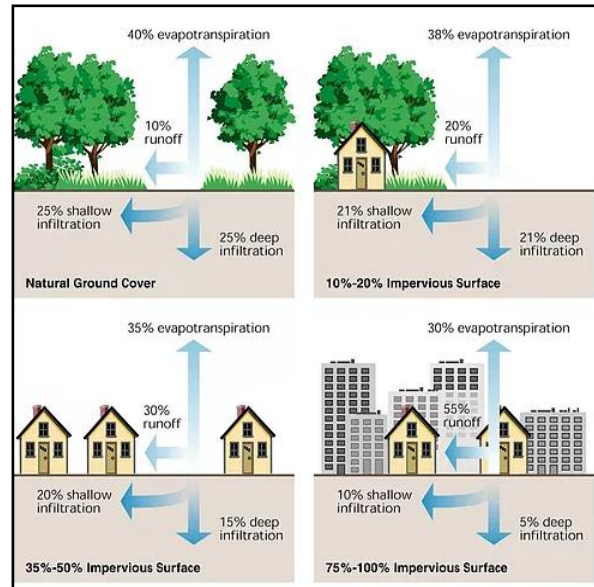 40% evapotranspiration
10%
runoff
25% shallow
infiltration
25% deep
infiltration
Natural Ground Cover
38% evapotranspiration
20%
runoff
21% shallow
infiltration
21% deep
infiltration
10%-20% Impervious Surface
35% evapotranspiration
30%
runoff
20% shallow
infiltration
15% deep
infiltration
35%-50% Impervious Surface
30% evapotranspiration
55%
runoff
10% shallow
infiltration
5% deep
infiltration
75%-100% Impervious Surface